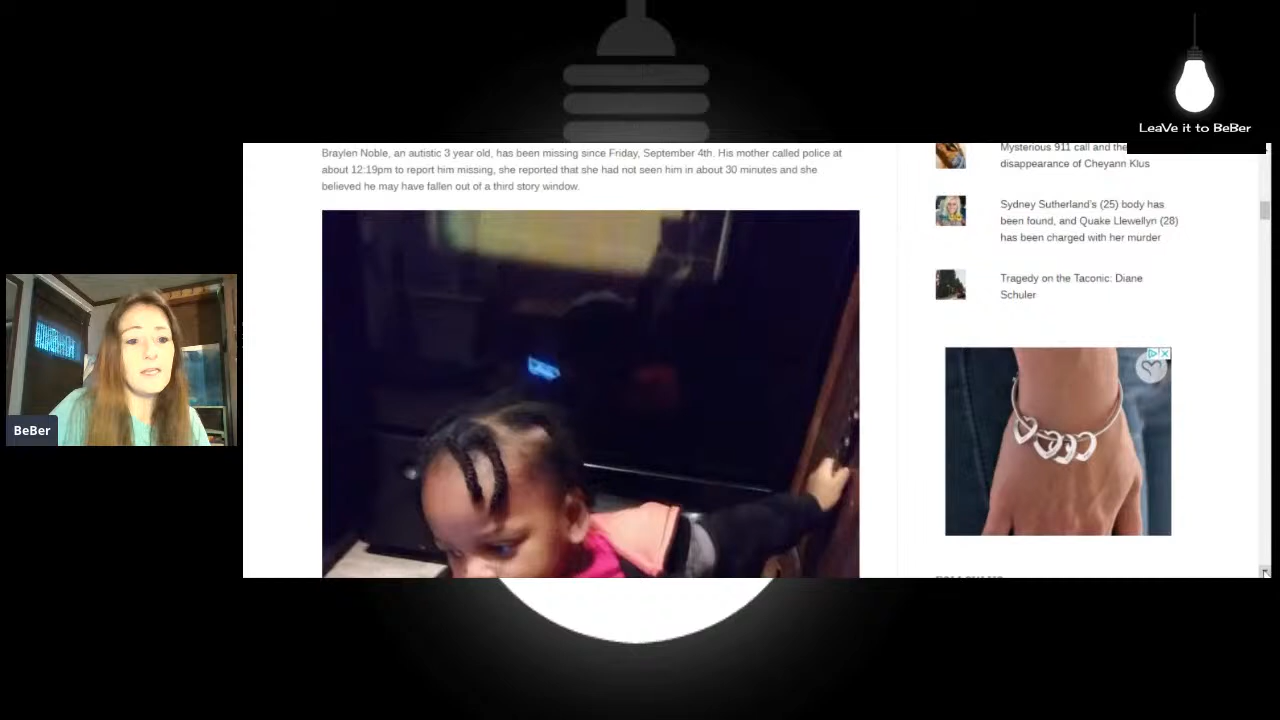 LeaVe it to BeBer
Braylen Noble, an autistic 3 year old, has been missing since Friday, September 4th. His mother called police at
about 12:19pm to report him missing, she reported that she had not seen him in about 30 minutes and she
believed he may have fallen out of a third story window.
Mysterious 911 call and the
disappearance of Cheyann Klus
Sydney Sutherland's (25) body has
been found, and Quake Llewellyn (28)
has been charged with her murder
Tragedy on the Taconic: Diane
Schuler
BeBer